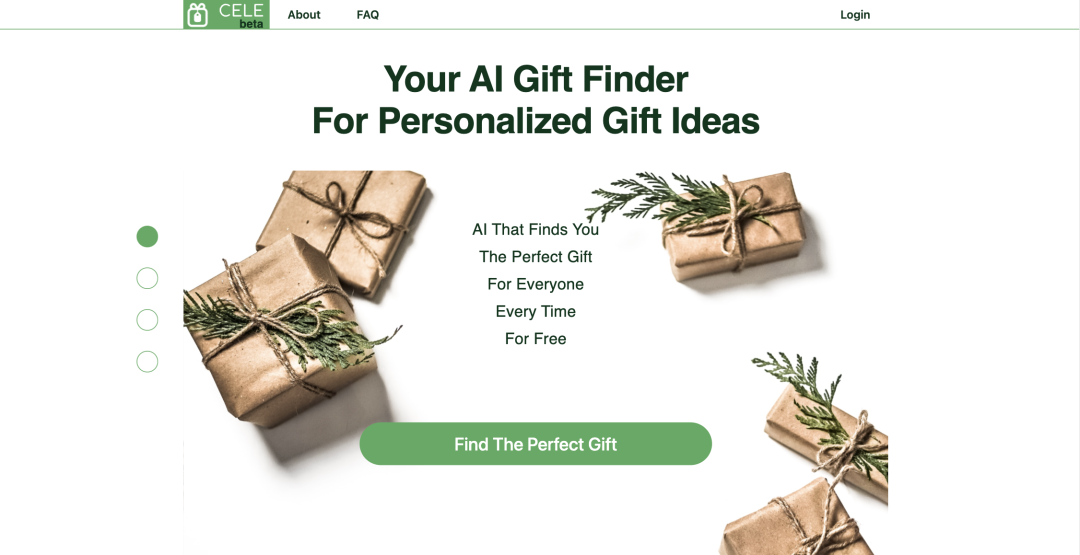 CELE
beta
About
FAQ
Login
Your AI Gift Finder
For Personalized Gift Ideas
AI That Finds You
The Perfect Gift
For Everyone
Every Time
For Free
Find The Perfect Gift